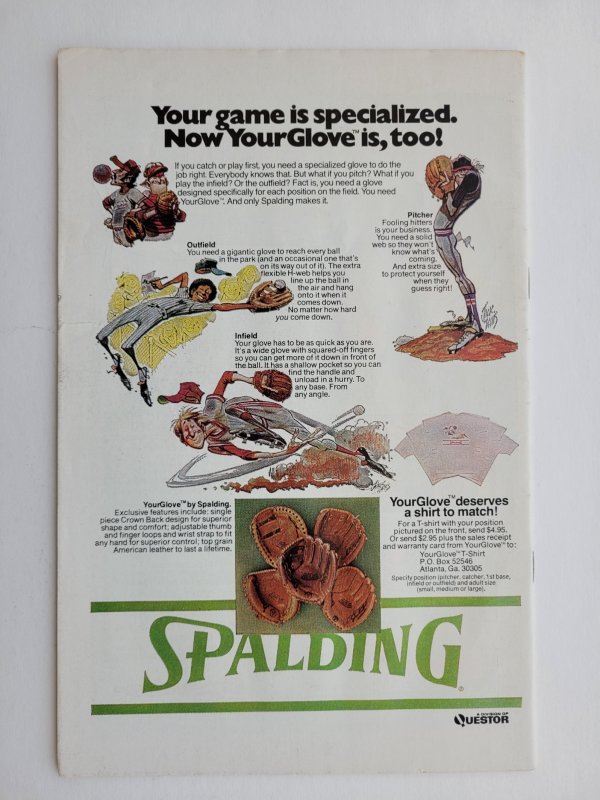 Your game is specialized.
Now YourGlove™ is, too!
If you catch or play first, you need a specialized glove to do the
job right. Everybody knows that. But what if you pitch? What if you
play the infield? Or the outfield? Fact is, you need a glove
designed specifically for each position on the field. You need
YourGlove™. And only Spalding makes it.
Pitcher
Fooling hitters
is your business.
You need a solid
web so they won't
know what's
coming.
And extra size
to protect yourself
when they
guess right!
Outfield
You need a gigantic glove to reach every ball
in the park (and an occasional one that's
on its way out of it). The extra
flexible H-web helps you
line up the ball in
the air and hang
onto it when it
comes down.
No matter how hard
you come down.
Infield
Your glove has to be as quick as you are.
It's a wide glove with squared-off fingers
so you can get more of it down in front of
the ball. It has a shallow pocket so you can
find the handle and
unload in a hurry. To
any base. From
any angle.
YourGlove™ by Spalding.
Exclusive features include: single
piece Crown Back design for superior
shape and comfort; adjustable thumb
and finger loops and wrist strap to fit
any hand for superior control; top grain
American leather to last a lifetime.
YourGlove™ deserves
a shirt to match!
For a T-shirt with your position
pictured on the front, send $4.95.
Or send $2.95 plus the sales receipt
and warranty card from YourGlove™ to:
YourGlove™ T-Shirt
P.O. Box 52546
Atlanta, Ga. 30305
Specify position (pitcher, catcher, 1st base,
infield or outfield) and adult size
(small, medium or large).
SPALDING®
A DIVISION OF
QUESTOR